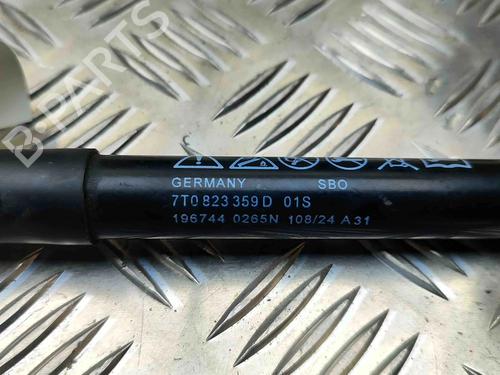 B-PARTS
GERMANY SBO
7T0 823 359 D 01S
196744 0265N 108/24 A31